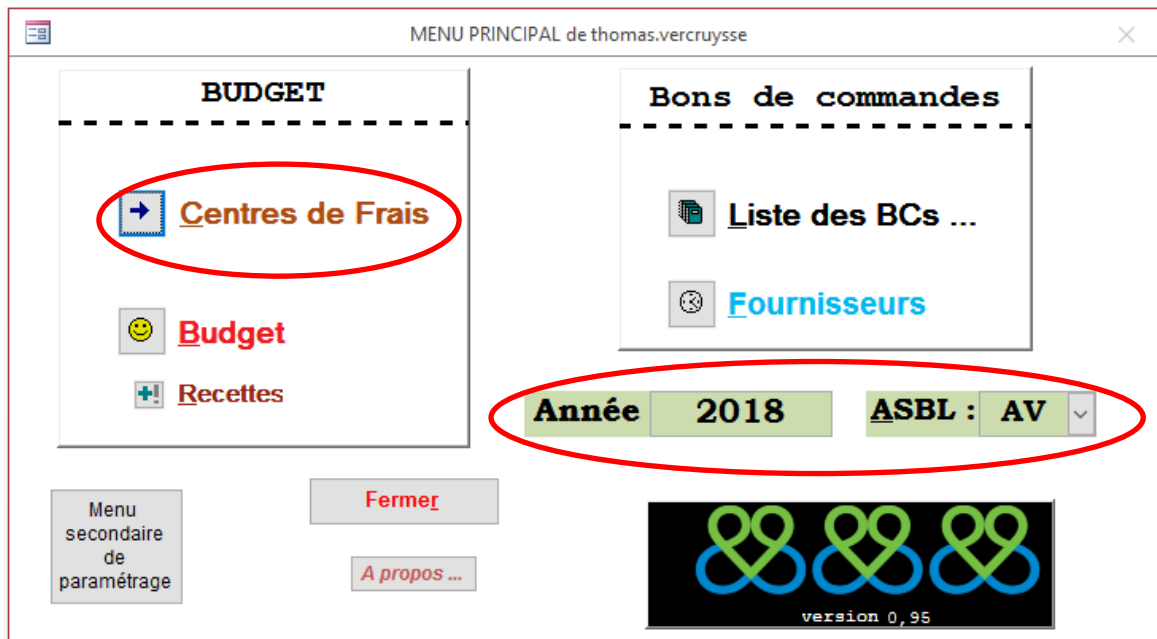 MENU PRINCIPAL de thomas.vercruysse
BUDGET
Centres de Frais
Budget
Recettes
Bons de commandes
Liste des BCs ...
Fournisseurs
Année 2018 ASBL : AV
Menu
secondaire
de
paramétrage
Fermer
A propos ...
version 0,95